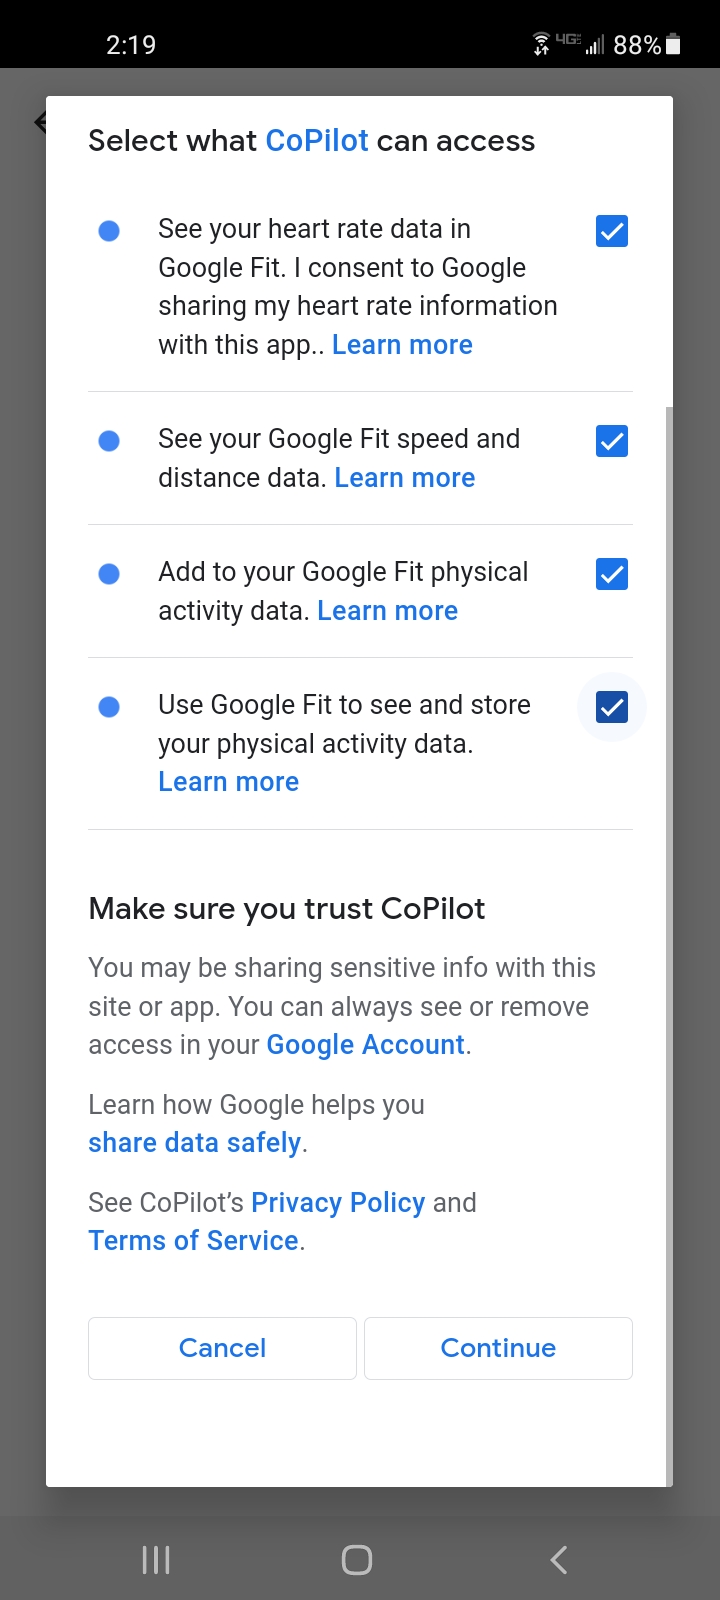 2:19
4G 88%
Select what CoPilot can access
See your heart rate data in
Google Fit. I consent to Google
sharing my heart rate information
with this app.. Learn more
See your Google Fit speed and
distance data. Learn more
Add to your Google Fit physical
activity data. Learn more
Use Google Fit to see and store
your physical activity data.
Learn more
Make sure you trust CoPilot
You may be sharing sensitive info with this
site or app. You can always see or remove
access in your Google Account.
Learn how Google helps you
share data safely.
See CoPilot’s Privacy Policy and
Terms of Service.
Cancel Continue